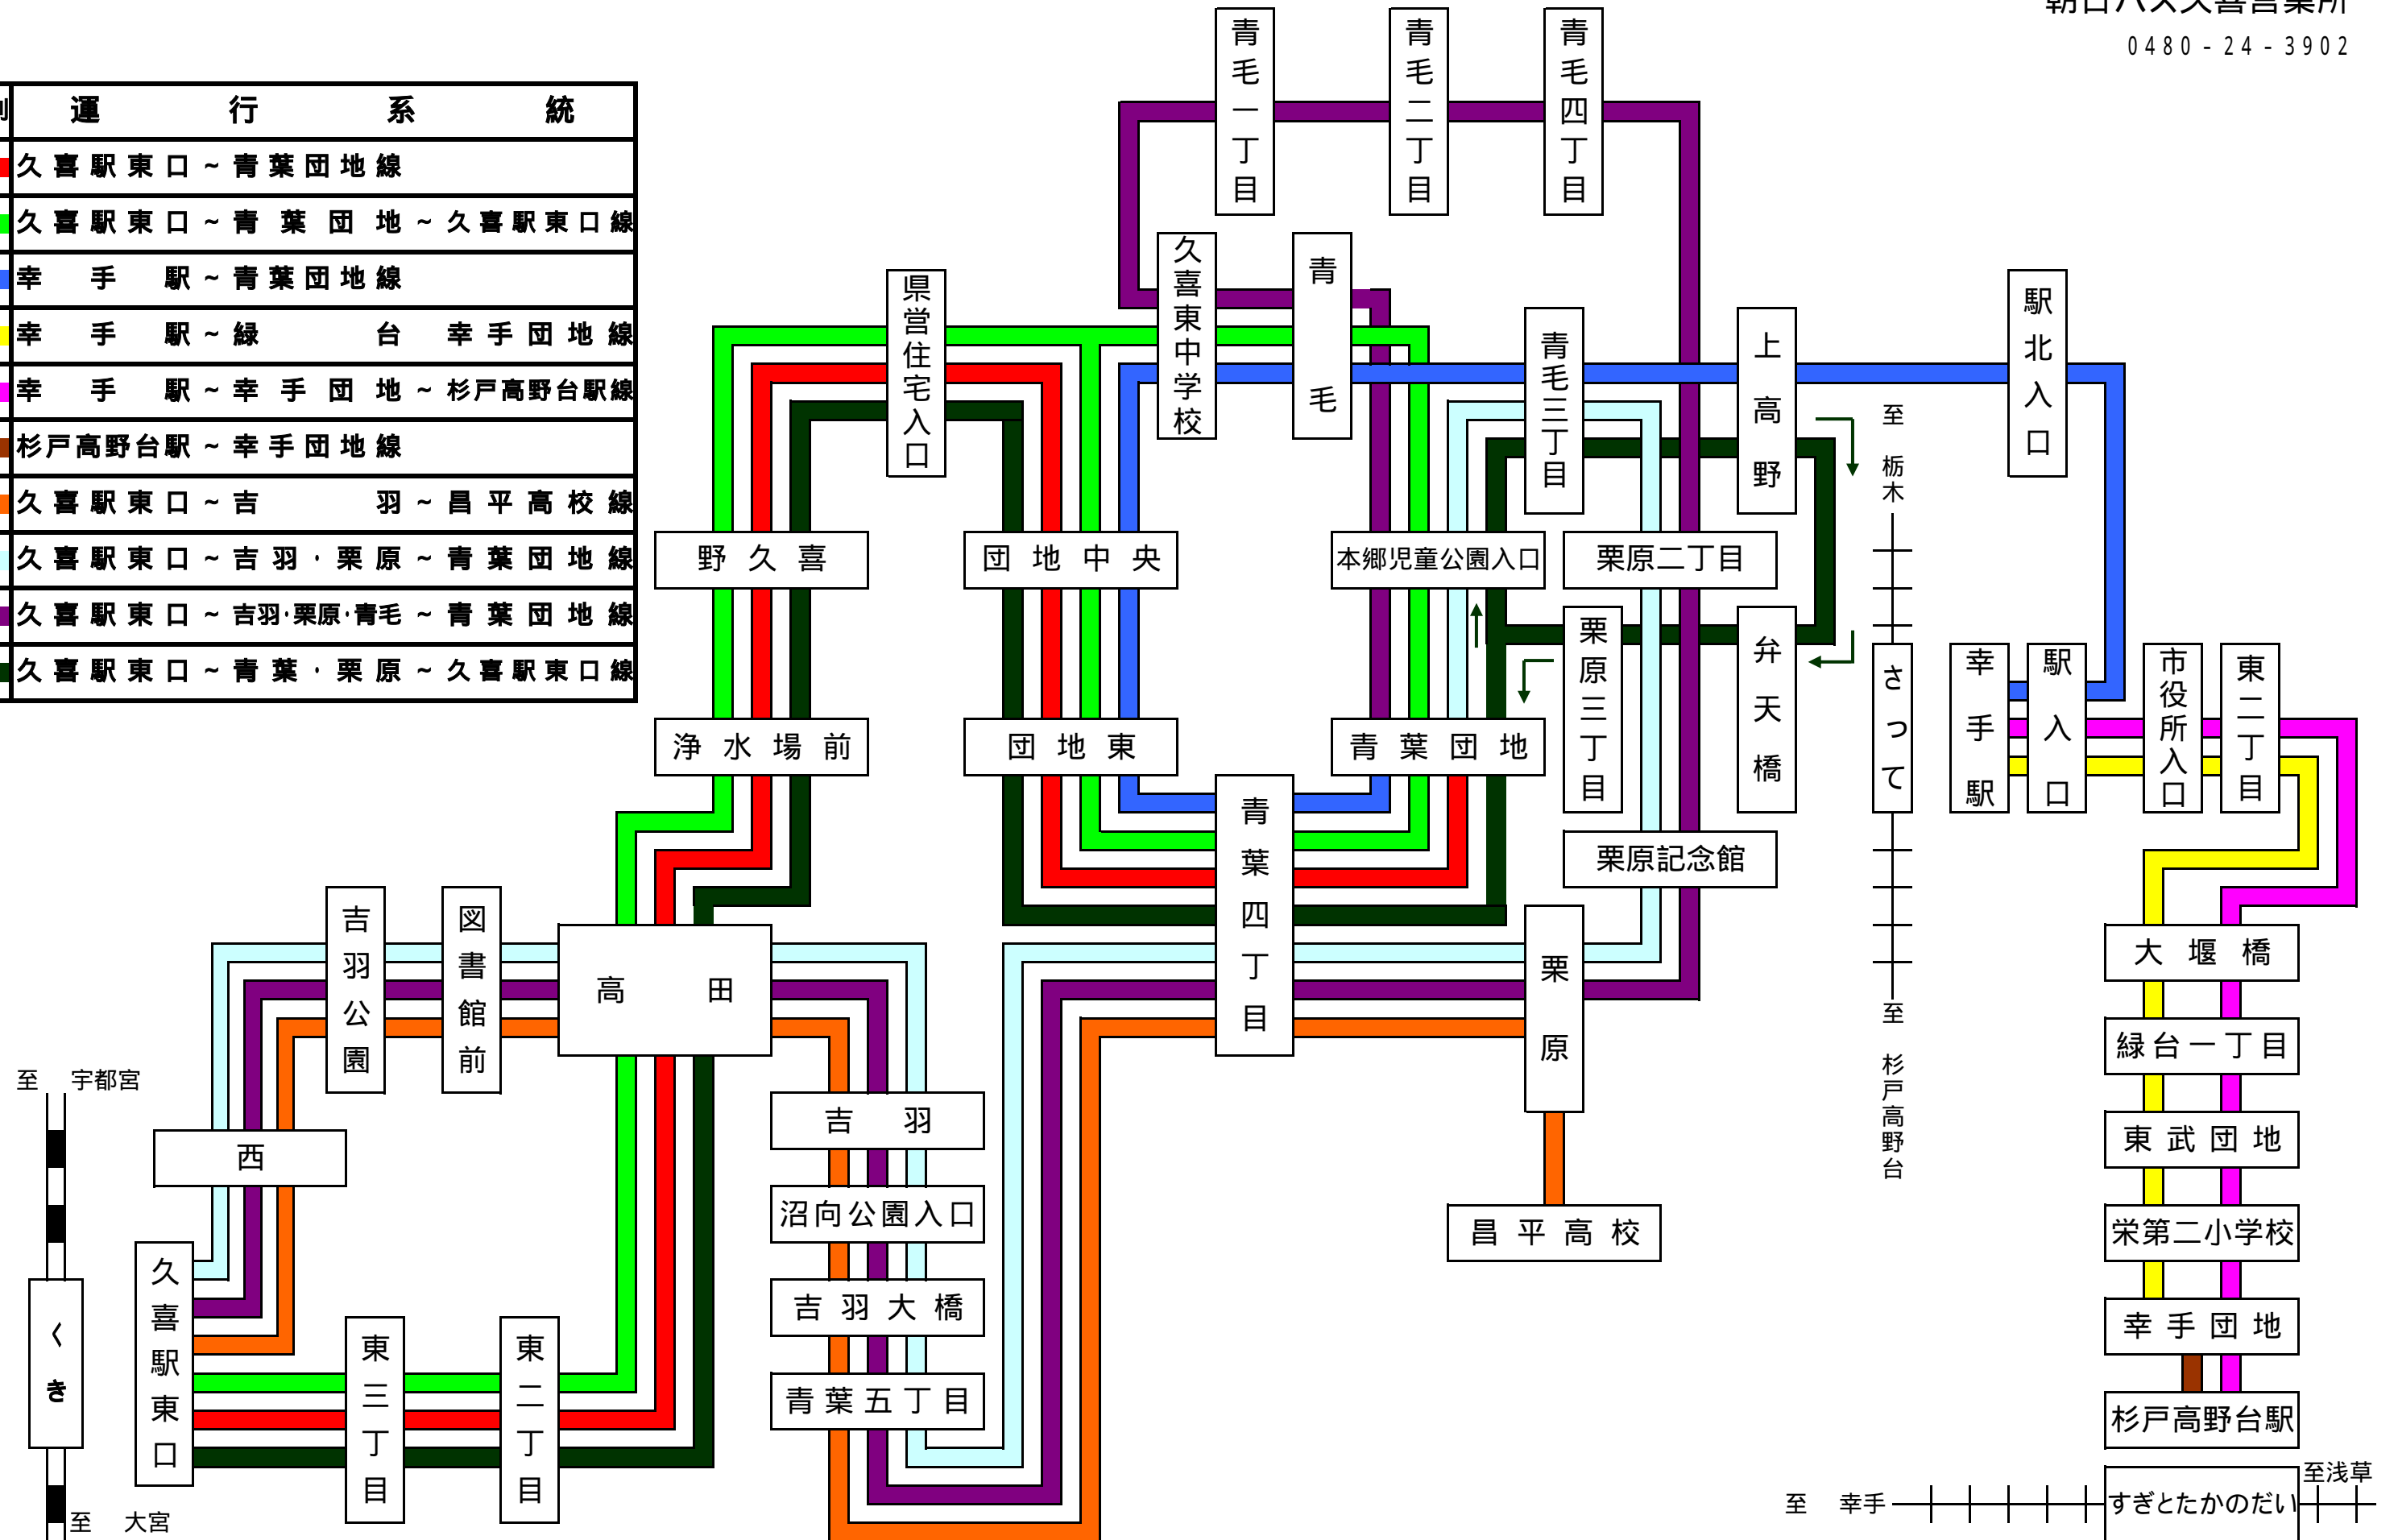 朝日バス久喜営業所
0480-24-3902
別 運行系統
久喜駅東口~青葉団地線
久喜駅東口~青葉団地~久喜駅東口線
幸手駅~青葉団地線
幸手駅~緑台 幸手団地線
幸手駅~幸手団地~杉戸高野台駅線
杉戸高野台駅~幸手団地線
久喜駅東口~吉羽~昌平高校線
久喜駅東口~吉羽・栗原~青葉団地線
久喜駅東口~吉羽・栗原・青毛~青葉団地線
久喜駅東口~青葉・栗原~久喜駅東口線
青毛一丁目
青毛二丁目
青毛四丁目
県営住宅入口
久喜東中学校
青毛
青毛三丁目
上高野
駅北入口
至 栃木
野久喜
団地中央
本郷児童公園入口
栗原二丁目
栗原三丁目
弁天橋
さって
幸手駅
駅入口
市役所入口
東二丁目
浄水場前
団地東
青葉団地
青葉四丁目
栗原記念館
吉羽公園
図書館前
高田
栗原
大堰橋
緑台一丁目
至 杉戸高野台
至 宇都宮
西
吉羽
東武団地
沼向公園入口
昌平高校
栄第二小学校
くき
久喜駅東口
東三丁目
東二丁目
吉羽大橋
幸手団地
青葉五丁目
杉戸高野台駅
至 大宮
至 幸手
すぎとたかのだい
至浅草